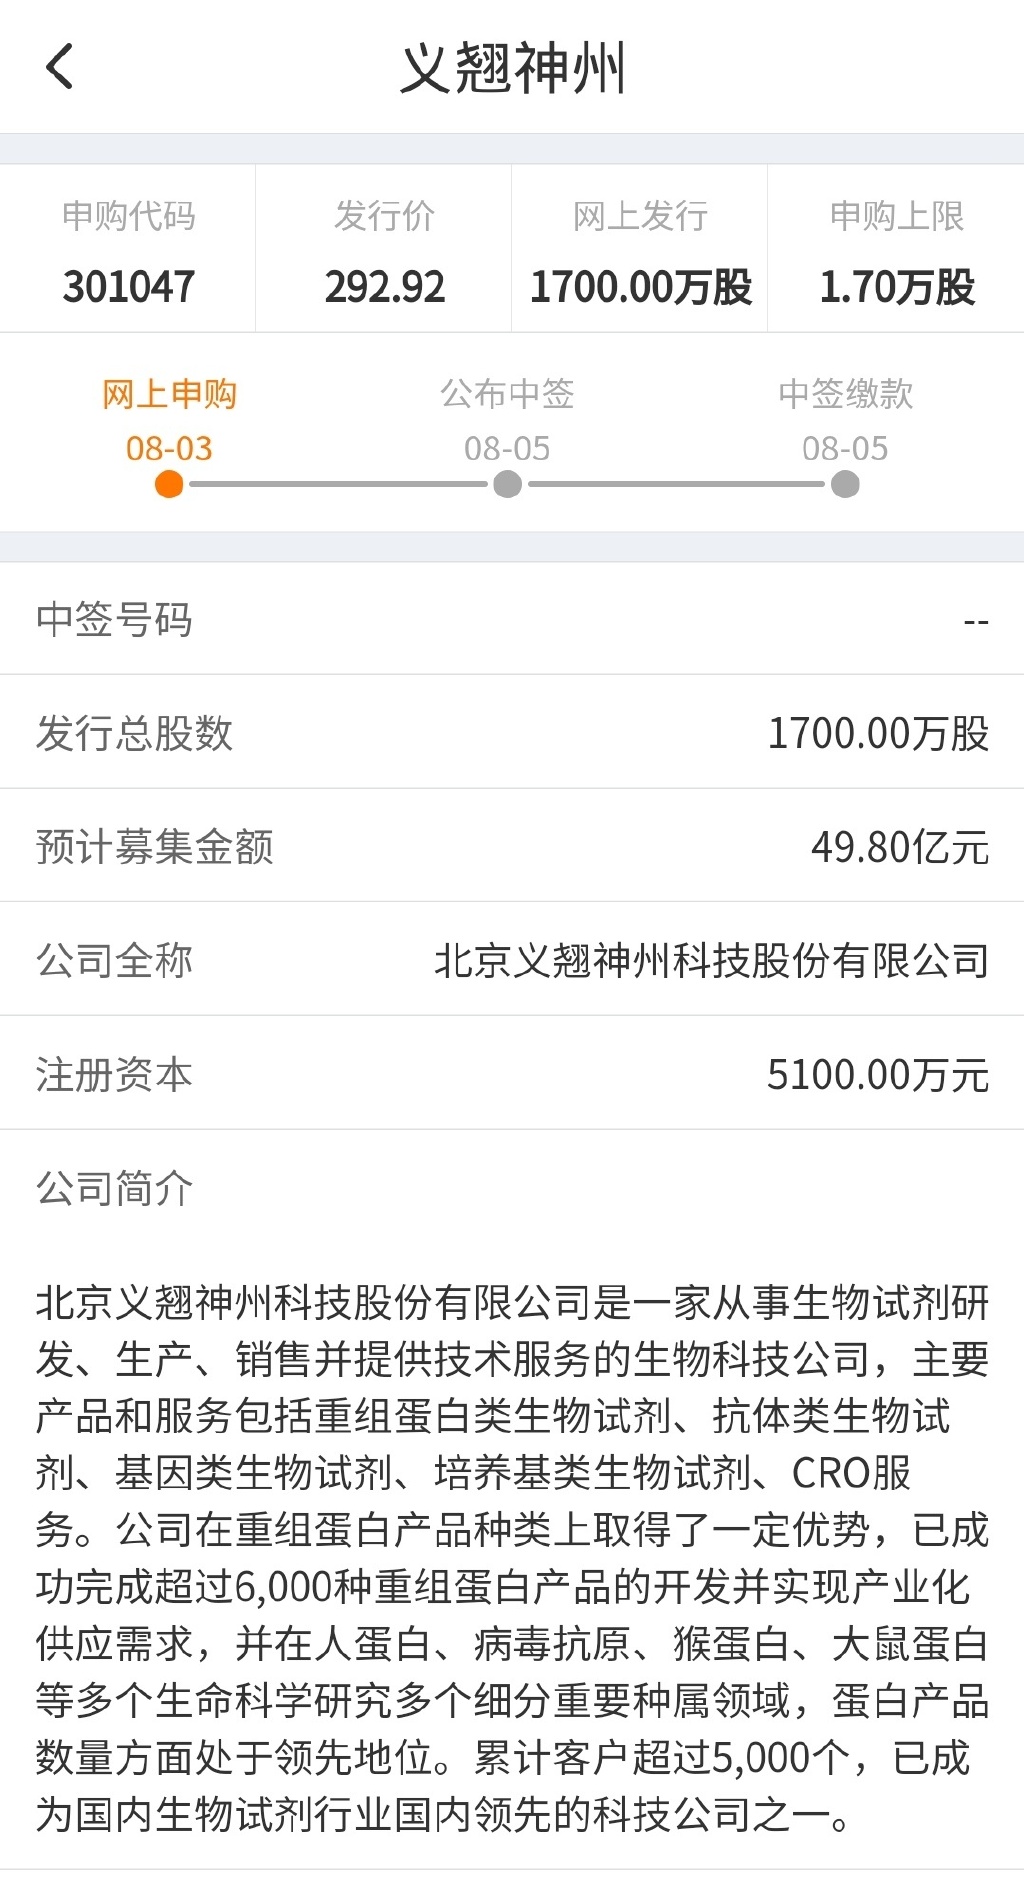 义翘神州
申购代码 发行价 网上发行 申购上限
301047 292.92 1700.00万股 1.70万股
网上申购 公布中签 中签缴款
08-03 08-05 08-05
中签号码 --
发行总股数 1700.00万股
预计募集金额 49.80亿元
公司全称 北京义翘神州科技股份有限公司
注册资本 5100.00万元
公司简介
北京义翘神州科技股份有限公司是一家从事生物试剂研
发、生产、销售并提供技术服务的生物科技公司，主要
产品和服务包括重组蛋白类生物试剂、抗体类生物试
剂、基因类生物试剂、培养基类生物试剂、CRO服
务。公司在重组蛋白产品种类上取得了一定优势，已成
功完成超过6,000种重组蛋白产品的开发并实现产业化
供应需求，并在人蛋白、病毒抗原、猴蛋白、大鼠蛋白
等多个生命科学研究多个细分重要种属领域，蛋白产品
数量方面处于领先地位。累计客户超过5,000个，已成
为国内生物试剂行业国内领先的科技公司之一。